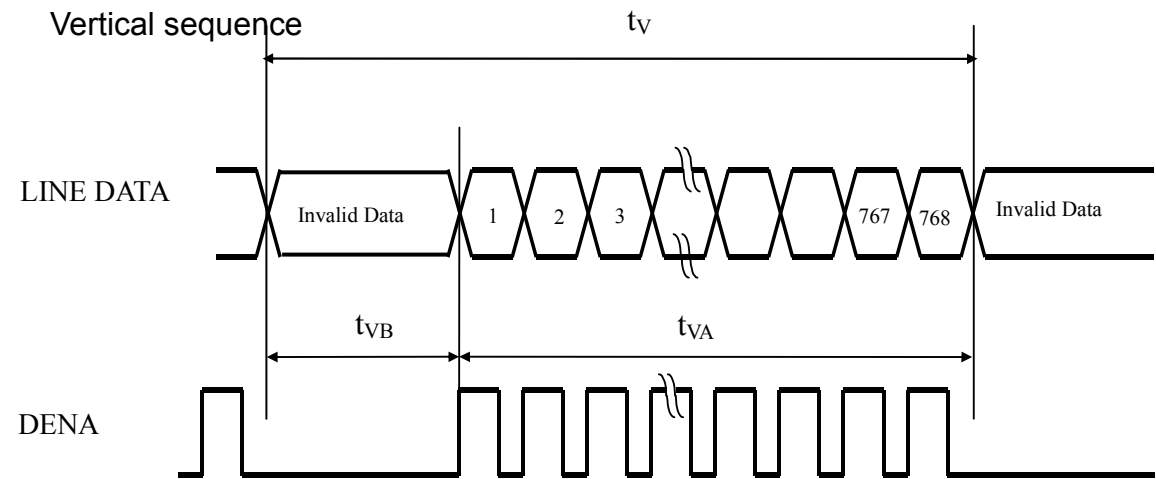 Vertical sequence
tV
LINE DATA
Invalid Data 1 2 3 767 768 Invalid Data
tVB tVA
DENA